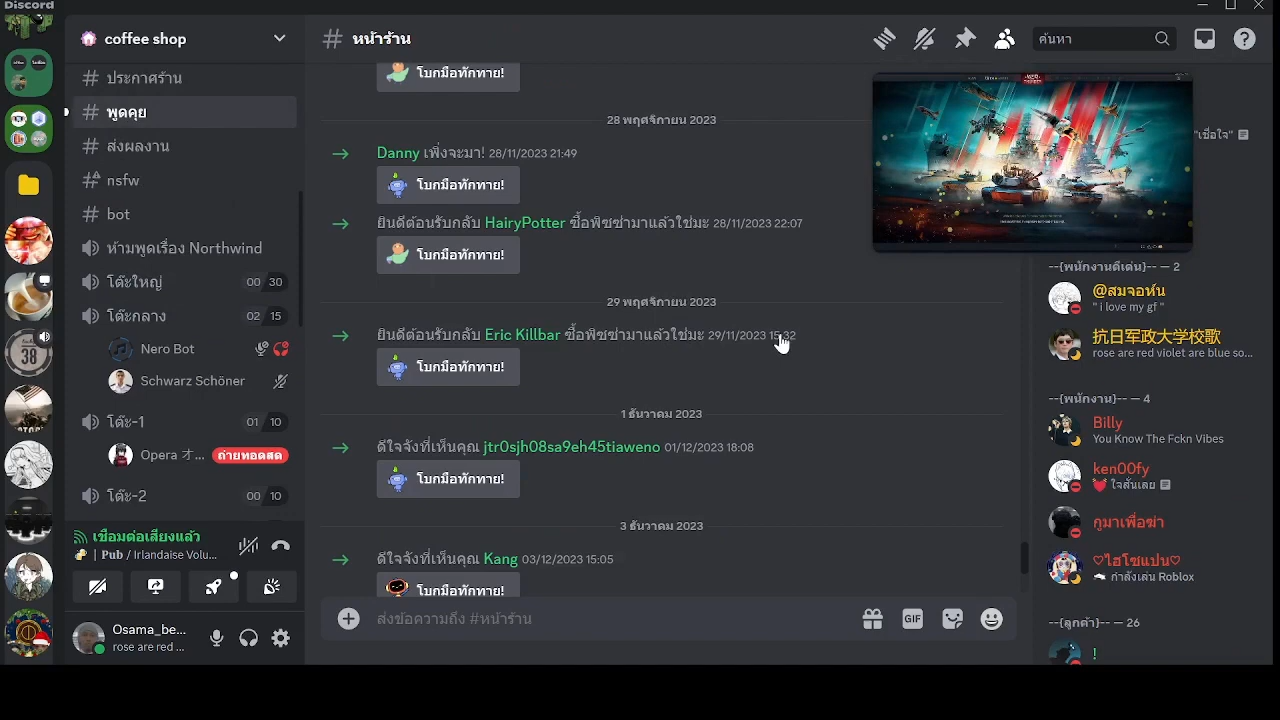 Discord
coffee shop
ประกาศร้าน
พูดคุย
ส่งผลงาน
nsfw
bot
ห้ามพูดเรื่อง Northwind
โต๊ะใหญ่ 00 30
โต๊ะกลาง 02 15
Nero Bot
Schwarz Schöner
โต๊ะ-1 01 10
Opera オ... ถ่ายทอดสด
โต๊ะ-2 00 10
เชื่อมต่อเสียงแล้ว
| Pub / Irlandaise Volu...
Osama_be...
rose are red ...
38
# หน้าร้าน
ค้นหา
โบกมือทักทาย!
28 พฤศจิกายน 2023
Danny เพิ่งจะมา! 28/11/2023 21:49
โบกมือทักทาย!
ยินดีต้อนรับกลับ HairyPotter ซื้อพิซซ่ามาแล้วใช่มะ 28/11/2023 22:07
โบกมือทักทาย!
29 พฤศจิกายน 2023
ยินดีต้อนรับกลับ Eric Killbar ซื้อพิซซ่ามาแล้วใช่มะ 29/11/2023 15:32
โบกมือทักทาย!
1 ธันวาคม 2023
ดีใจจังที่เห็นคุณ jtr0sjh08sa9eh45tiaweno 01/12/2023 18:08
โบกมือทักทาย!
3 ธันวาคม 2023
ดีใจจังที่เห็นคุณ Kang 03/12/2023 15:05
โบกมือทักทาย!
ส่งข้อความถึง #หน้าร้าน
GIF
"เชื่อใจ"
--{พนักงานดีเด่น}-- — 2
@สมจอห์น
" i love my gf "
抗日军政大学校歌
rose are red violet are blue so...
--{พนักงาน}-- — 4
Billy
You Know The Fckn Vibes
ken00fy
ใจสั่นเลย
กูมาเพื่อฆ่า
♡ไฮโซแปน♡
กำลังเล่น Roblox
--{ลูกค้า}-- — 26
!